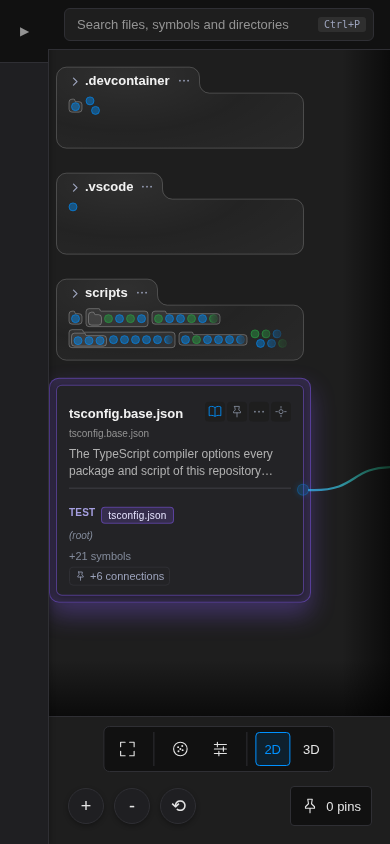 Search files, symbols and directories Ctrl+P
.devcontainer ...
.vscode ...
scripts ...
tsconfig.base.json
tsconfig.base.json
The TypeScript compiler options every
package and script of this repository…
TEST tsconfig.json
(root)
+21 symbols
+6 connections
2D 3D
+ - 
0 pins